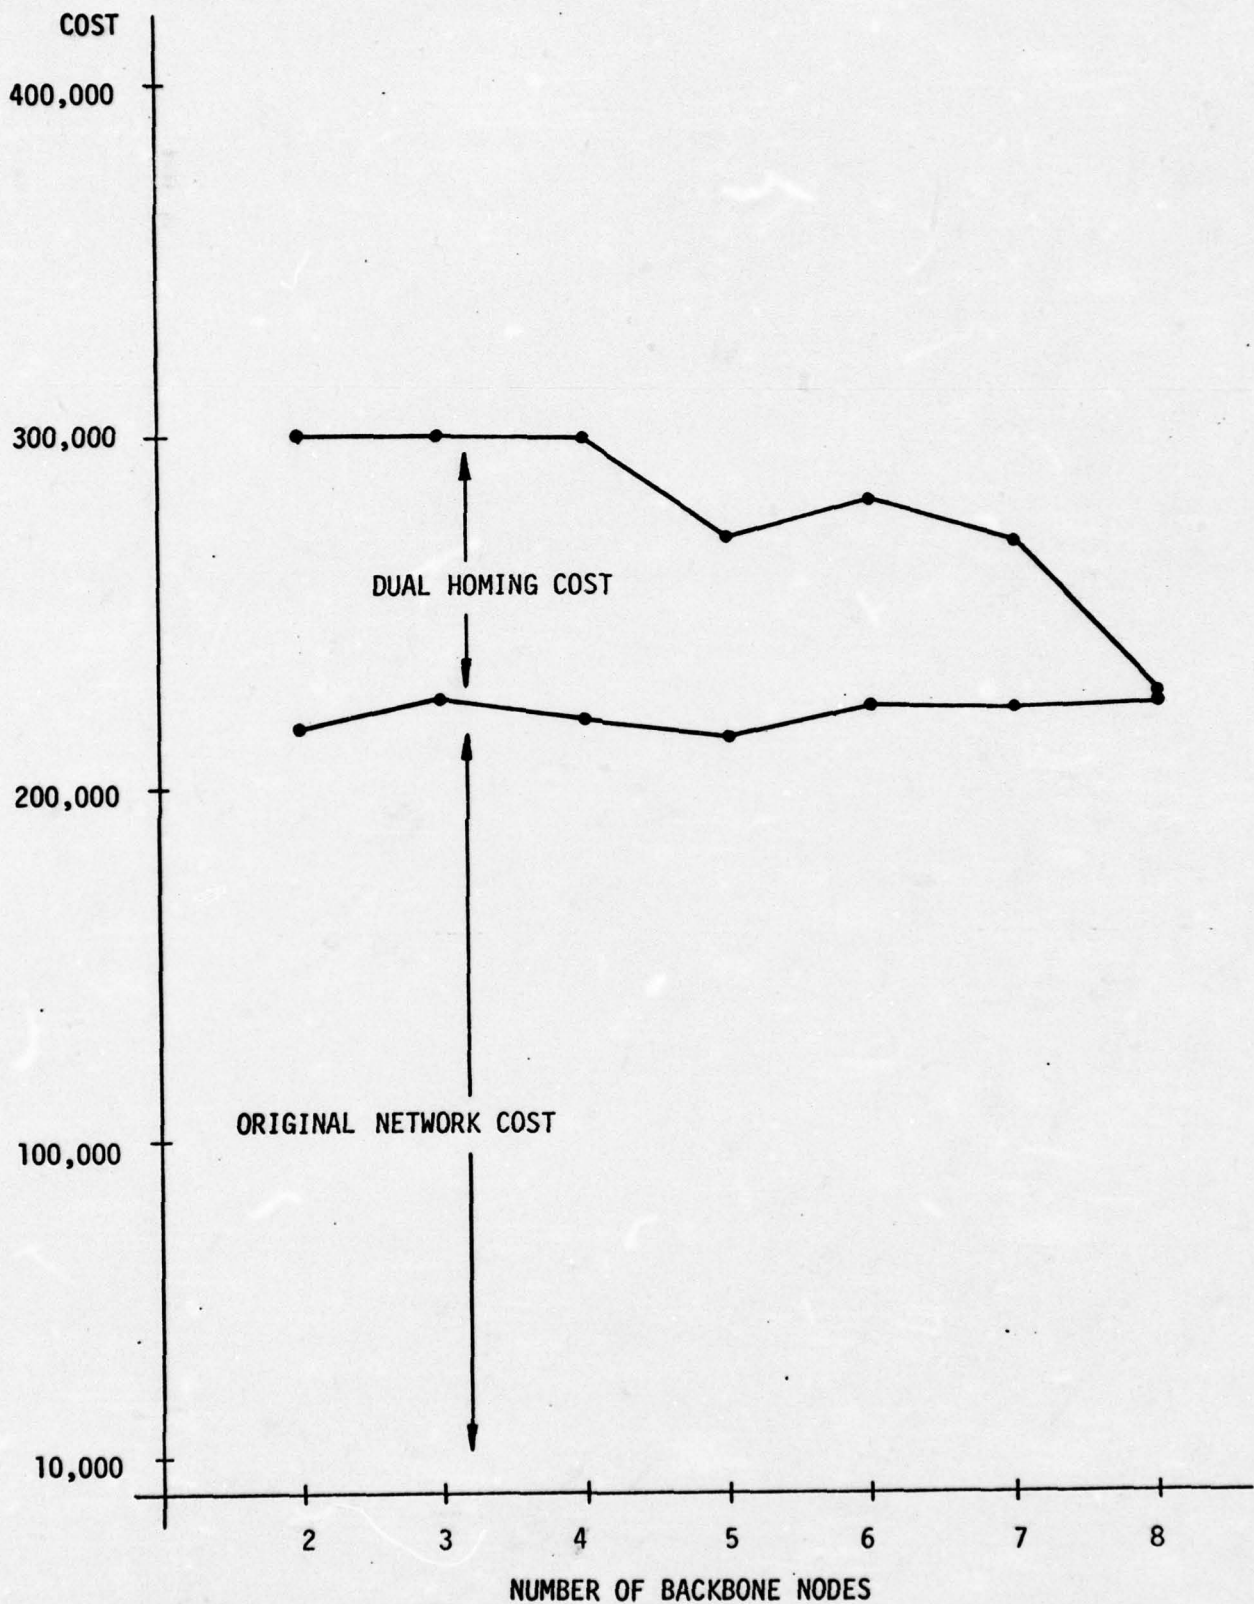 COST
400,000
300,000
DUAL HOMING COST
200,000
ORIGINAL NETWORK COST
100,000
10,000
2 3 4 5 6 7 8
NUMBER OF BACKBONE NODES